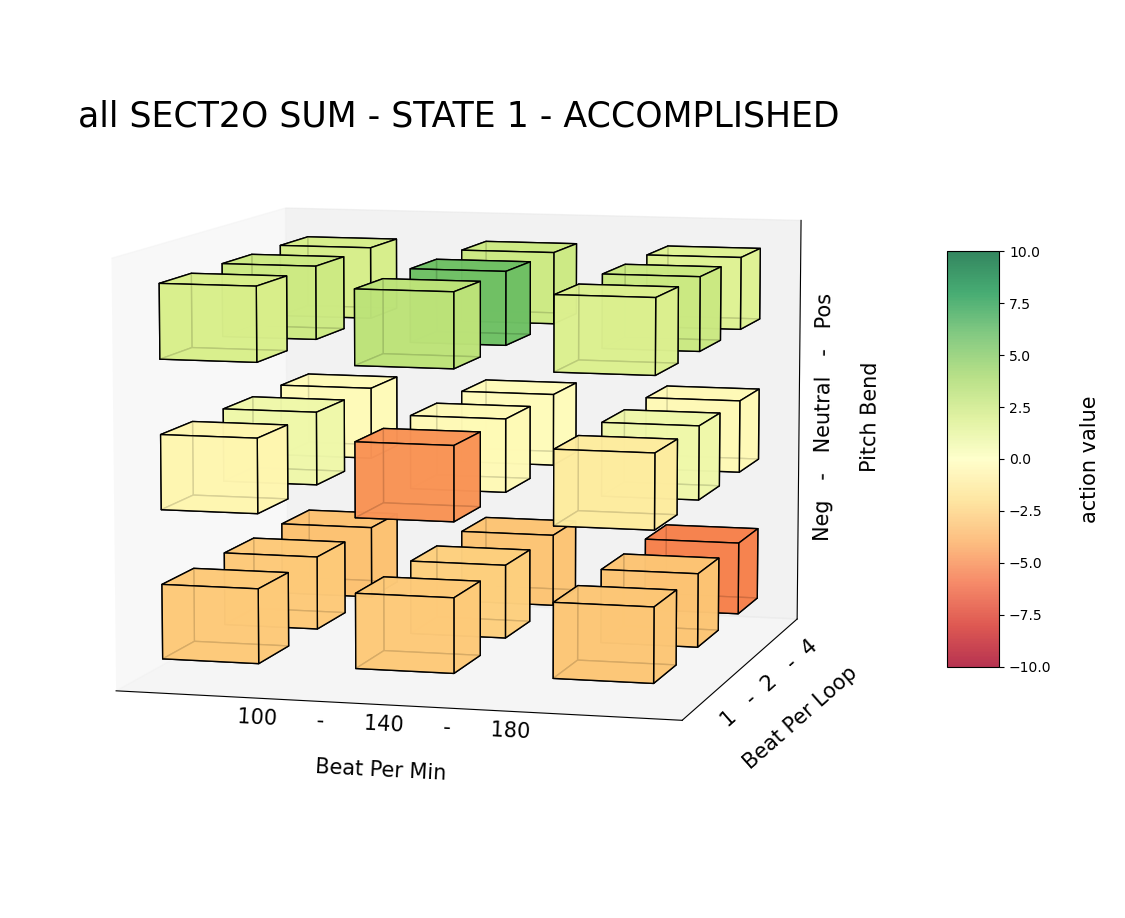 all SECT2O SUM - STATE 1 - ACCOMPLISHED
Neg - Neutral - Pos
Pitch Bend
100 - 140 - 180
Beat Per Min
1 - 2 - 4
Beat Per Loop
10.0
7.5
5.0
2.5
0.0
−2.5
−5.0
−7.5
−10.0
action value